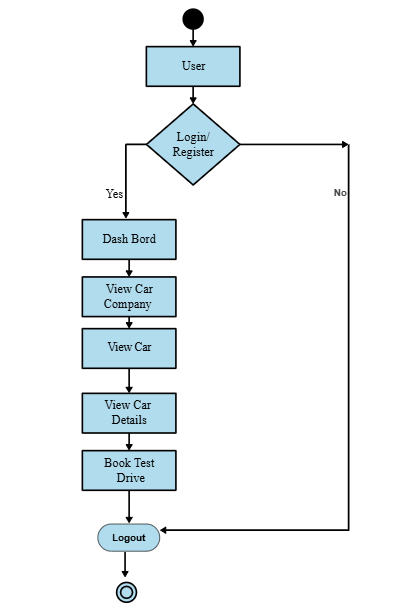 User
Login/
Register
Yes
No
Dash Bord
View Car
Company
View Car
View Car
Details
Book Test
Drive
Logout